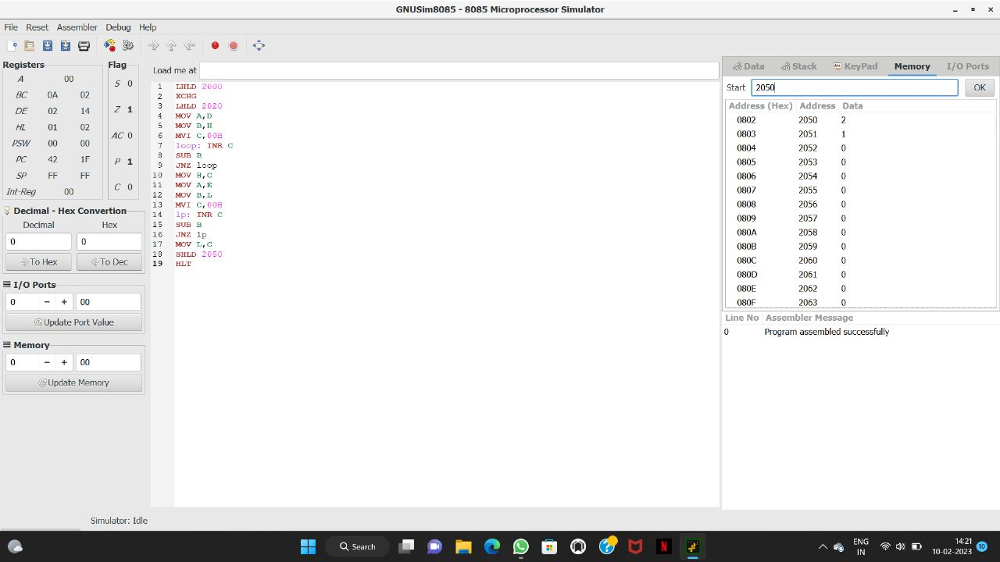 GNUSim8085 - 8085 Microprocessor Simulator
File Reset Assembler Debug Help
Registers
A 00
BC 0A 02
DE 02 14
HL 01 02
PSW 00 00
PC 42 1F
SP FF FF
Int-Reg 00
Flag
S 0
Z 1
AC 0
P 1
C 0
Decimal - Hex Convertion
Decimal Hex
0 0
To Hex To Dec
I/O Ports
0 − + 00
Update Port Value
Memory
0 − + 00
Update Memory
Load me at
1 LHLD 2000
2 XCHG
3 LHLD 2020
4 MOV A,D
5 MOV B,H
6 MVI C,00H
7 loop: INR C
8 SUB B
9 JNZ loop
10 MOV H,C
11 MOV A,E
12 MOV B,L
13 MVI C,00H
14 lp: INR C
15 SUB B
16 JNZ lp
17 MOV L,C
18 SHLD 2050
19 HLT
Data Stack KeyPad Memory I/O Ports
Start 2050 OK
Address (Hex) Address Data
0802 2050 2
0803 2051 1
0804 2052 0
0805 2053 0
0806 2054 0
0807 2055 0
0808 2056 0
0809 2057 0
080A 2058 0
080B 2059 0
080C 2060 0
080D 2061 0
080E 2062 0
080F 2063 0
Line No Assembler Message
0 Program assembled successfully
Simulator: Idle
Search
ENG
IN
14:21
10-02-2023
10